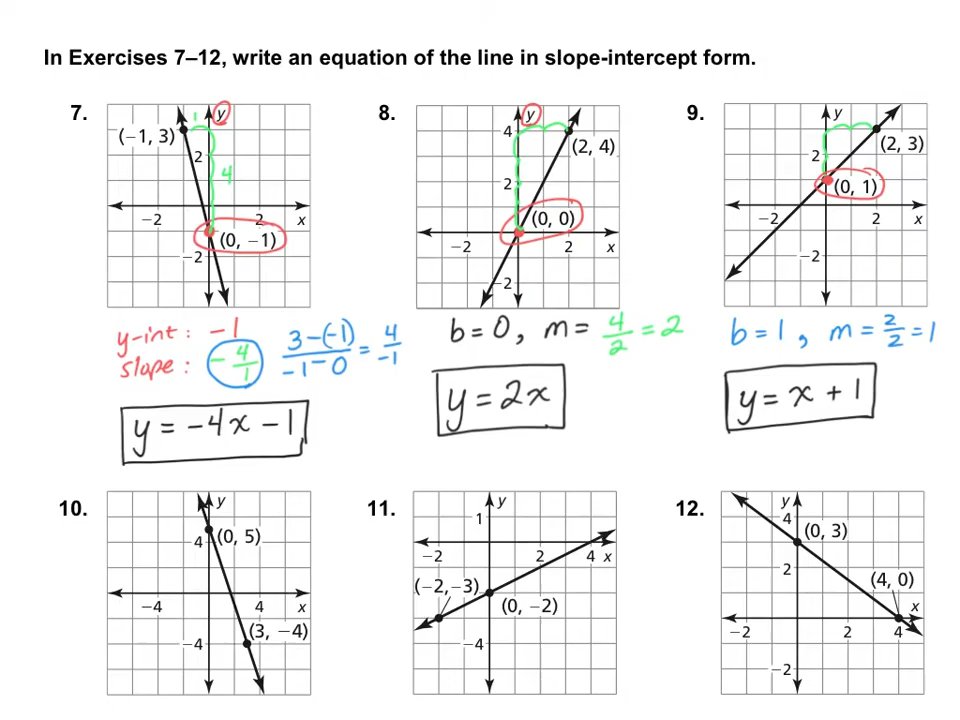 In Exercises 7–12, write an equation of the line in slope-intercept form.
7.
(−1, 3)
1
y
2
4
−2
2
x
(0, −1)
−2
8.
y
4
(2, 4)
2
(0, 0)
−2
2
x
−2
9.
y
(2, 3)
2
(0, 1)
−2
2
x
−2
y-int : −1
slope : −4/1
3−(−1)/−1−0 = 4/−1
y = −4x − 1
b = 0, m = 4/2 = 2
y = 2x
b = 1, m = 2/2 = 1
y = x + 1
10.
y
4
(0, 5)
−4
4
x
(3, −4)
−4
11.
y
1
−2
2
4
x
(−2, −3)
(0, −2)
−4
12.
y
4
(0, 3)
2
(4, 0)
x
−2
2
4
−2